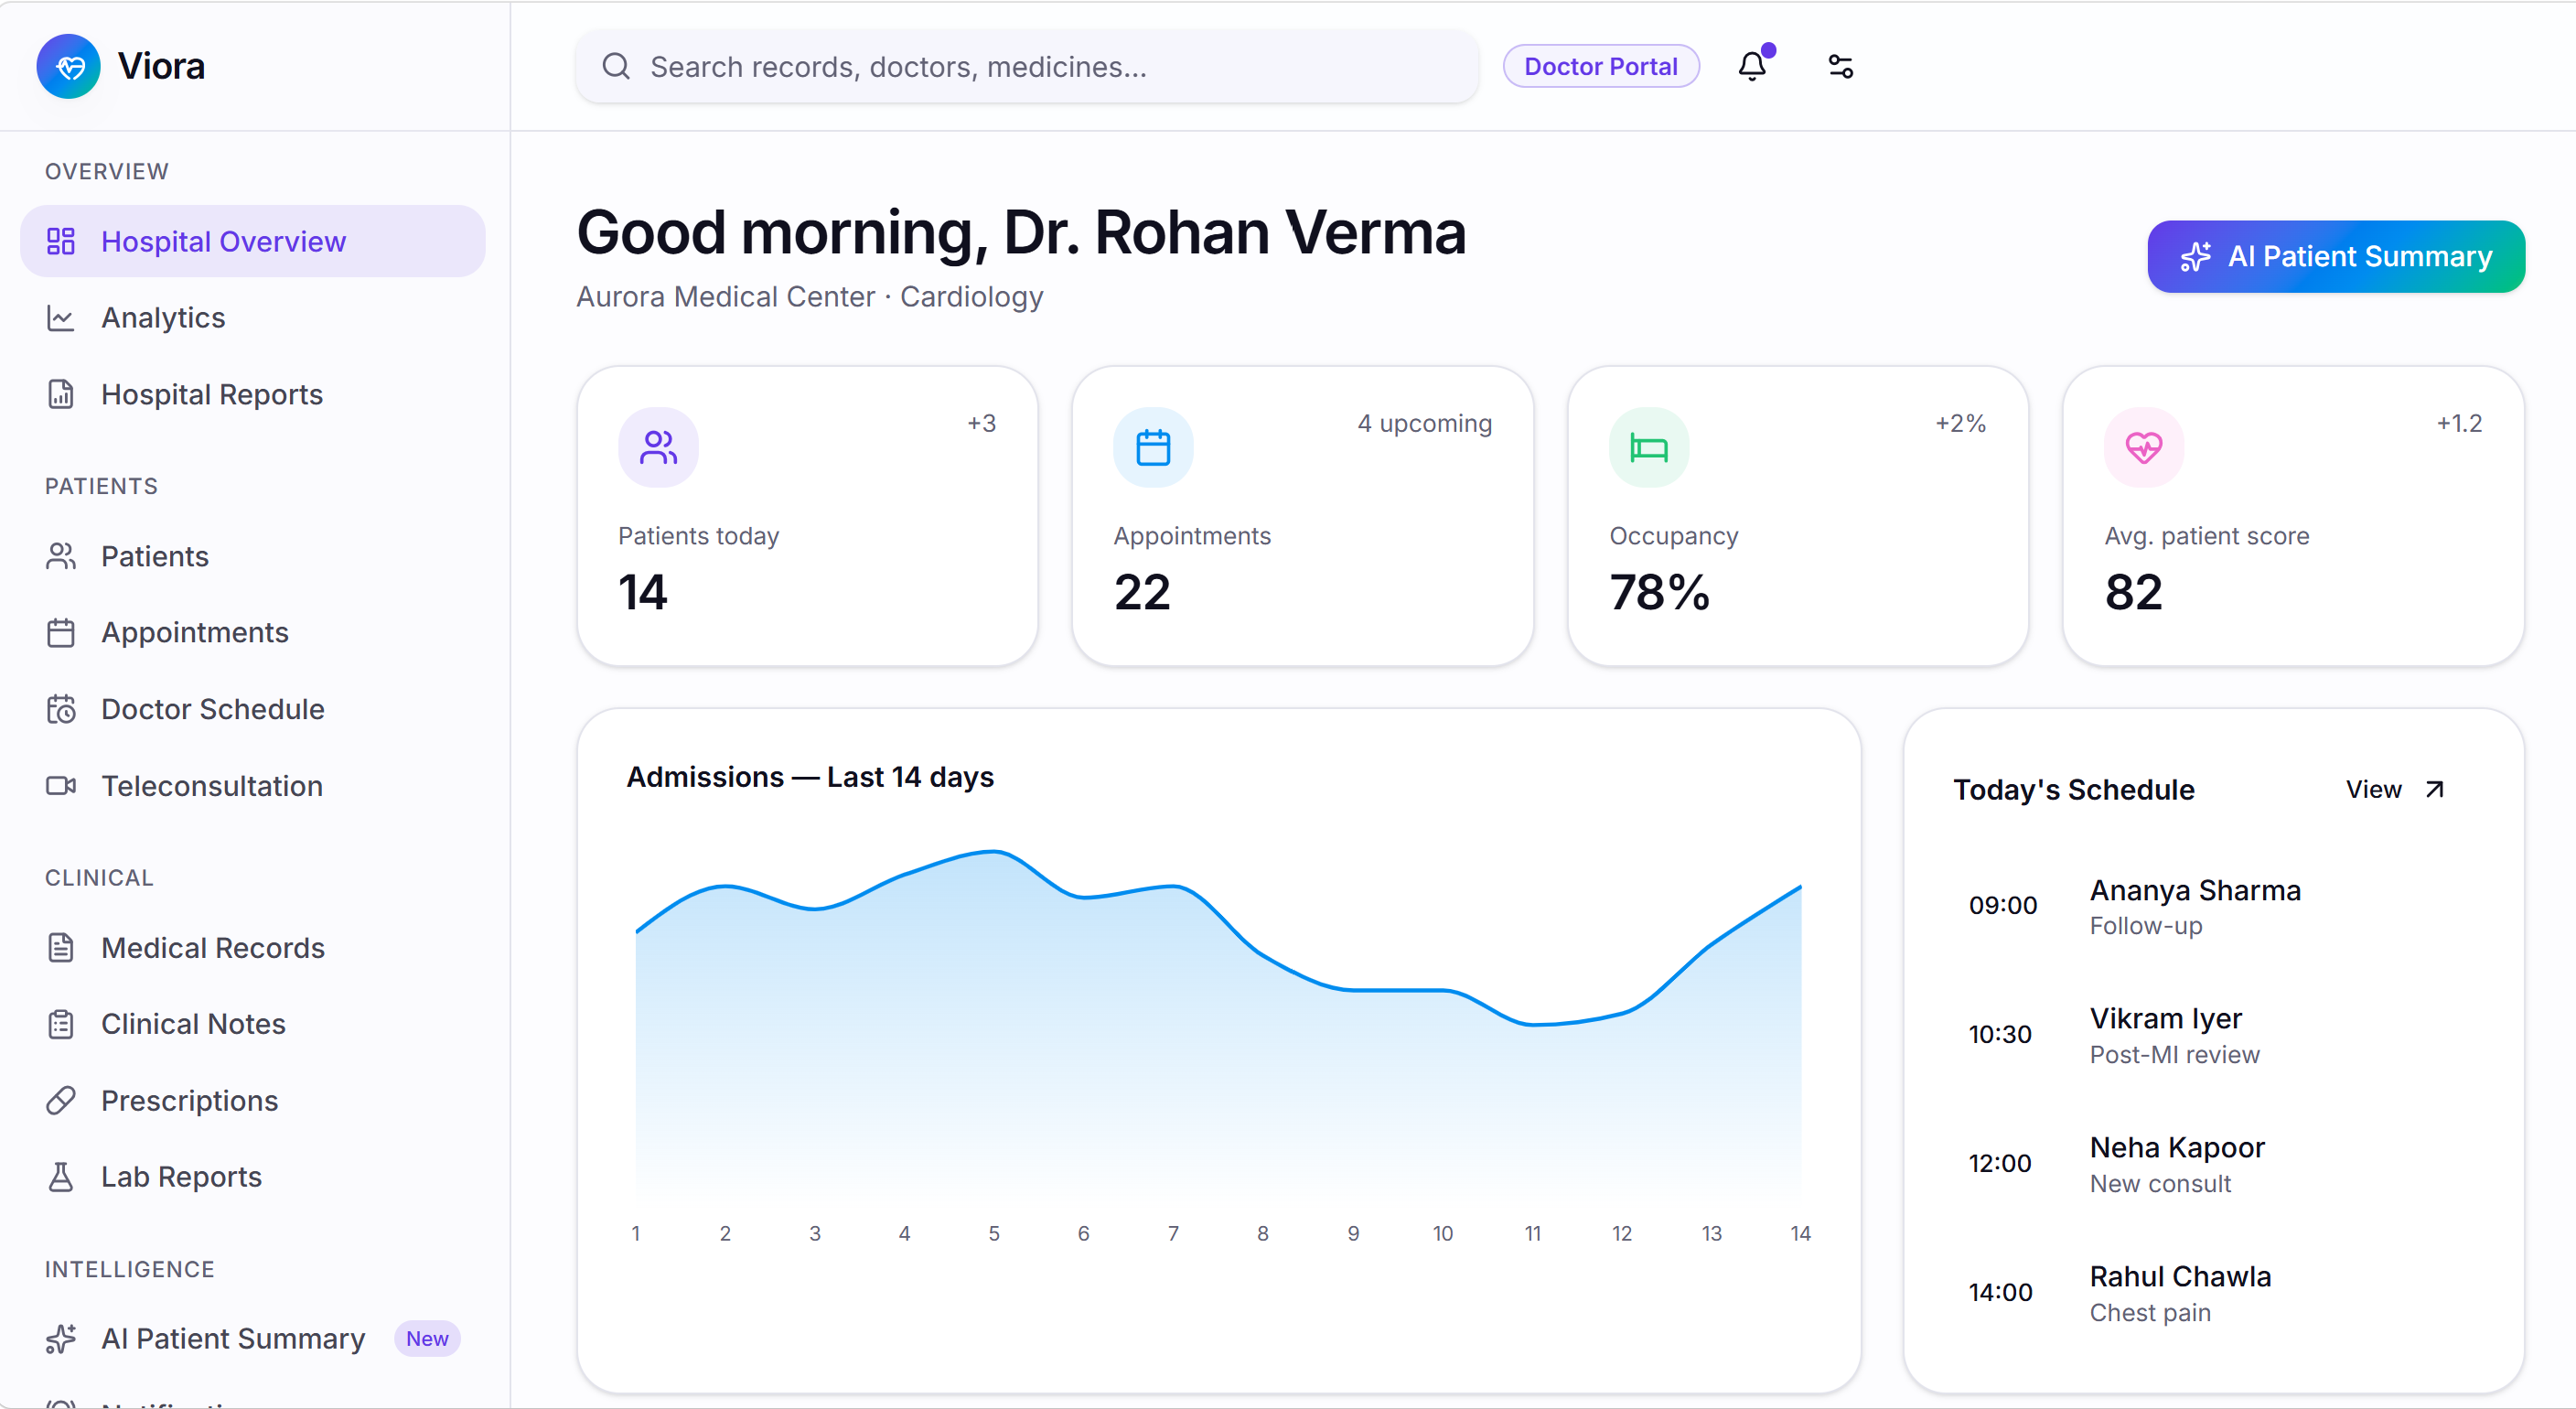 Viora
Search records, doctors, medicines...
Doctor Portal
OVERVIEW
Hospital Overview
Analytics
Hospital Reports
PATIENTS
Patients
Appointments
Doctor Schedule
Teleconsultation
CLINICAL
Medical Records
Clinical Notes
Prescriptions
Lab Reports
INTELLIGENCE
AI Patient Summary New
Good morning, Dr. Rohan Verma
Aurora Medical Center · Cardiology
AI Patient Summary
+3
Patients today
14
4 upcoming
Appointments
22
+2%
Occupancy
78%
+1.2
Avg. patient score
82
Admissions — Last 14 days
1 2 3 4 5 6 7 8 9 10 11 12 13 14
Today's Schedule View
09:00 Ananya Sharma
Follow-up
10:30 Vikram Iyer
Post-MI review
12:00 Neha Kapoor
New consult
14:00 Rahul Chawla
Chest pain